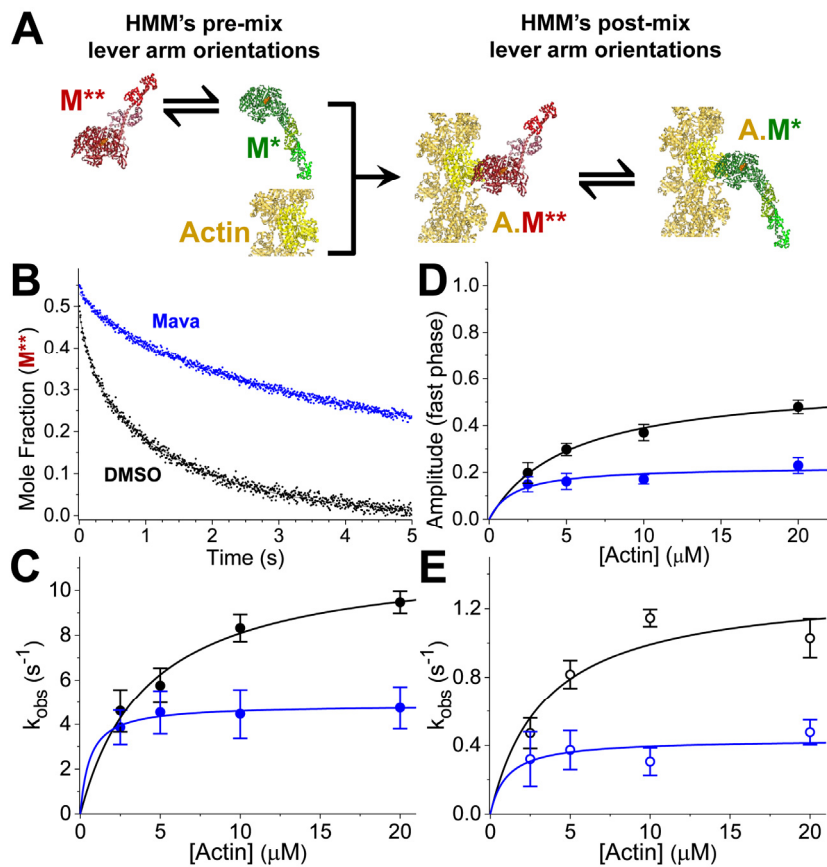 A
HMM's pre-mix
lever arm orientations
HMM's post-mix
lever arm orientations
M**
M*
Actin
A.M**
A.M*
B
Mole Fraction (M**)
0.5
0.4
0.3
0.2
0.1
0.0
Mava
DMSO
0 1 2 3 4 5
Time (s)
D
Amplitude (fast phase)
1.0
0.8
0.6
0.4
0.2
0.0
0 5 10 15 20
[Actin] (μM)
C
kobs (s-1)
10
8
6
4
2
0
0 5 10 15 20
[Actin] (μM)
E
kobs (s-1)
1.2
0.8
0.4
0.0
0 5 10 15 20
[Actin] (μM)